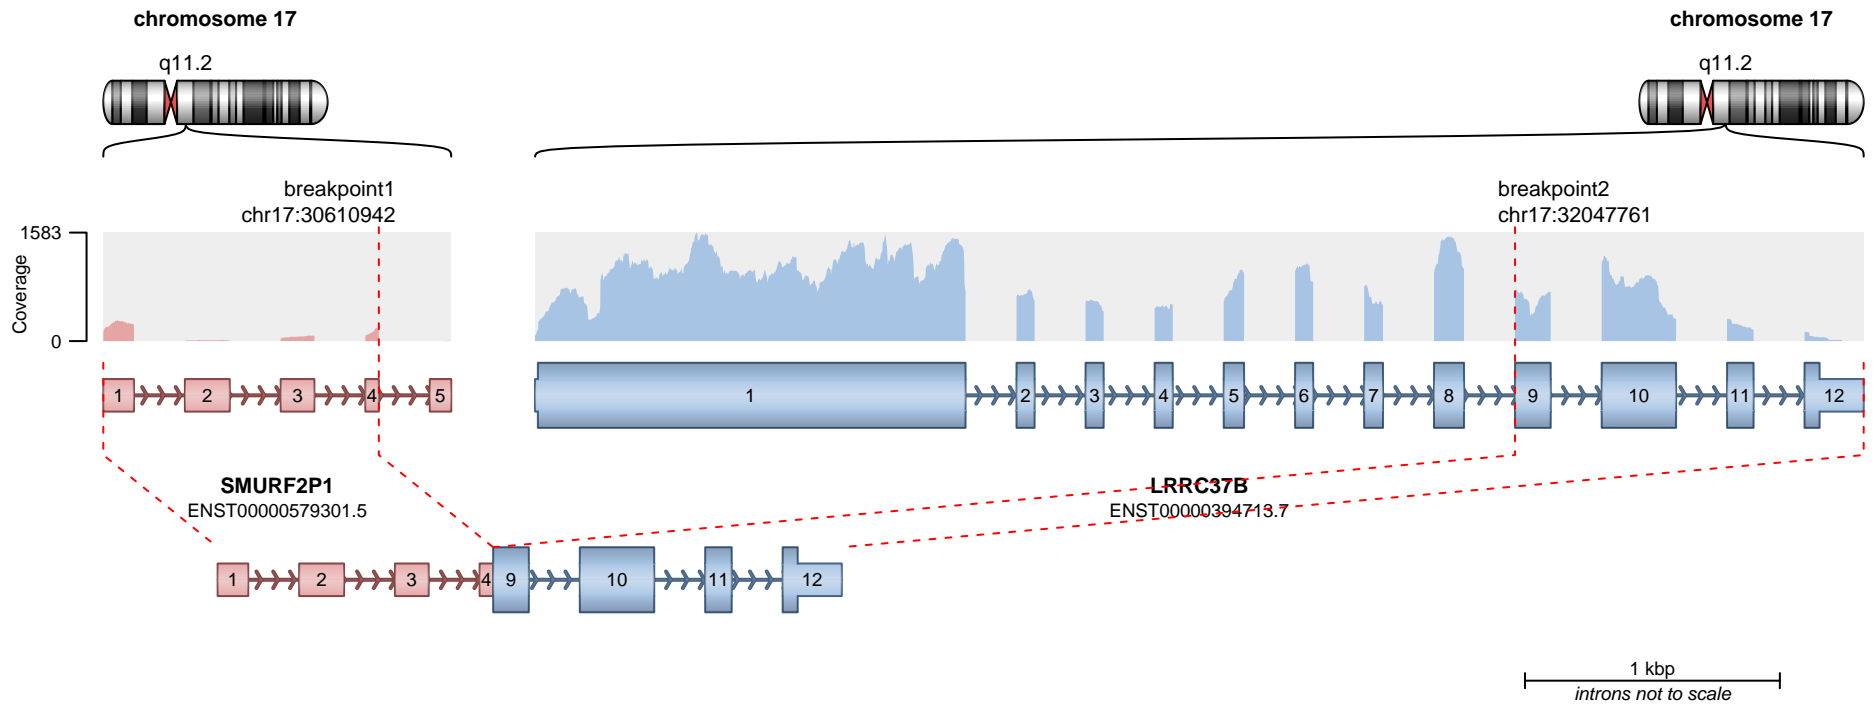 chromosome 17
chromosome 17
q11.2
q11.2
breakpoint1
chr17:30610942
breakpoint2
chr17:32047761
1583
Coverage
0
1 2 3 4 5
1 2 3 4 5 6 7 8 9 10 11 12
SMURF2P1
ENST00000579301.5
LRRC37B
ENST00000394713.7
1 2 3 4 9 10 11 12
1 kbp
introns not to scale